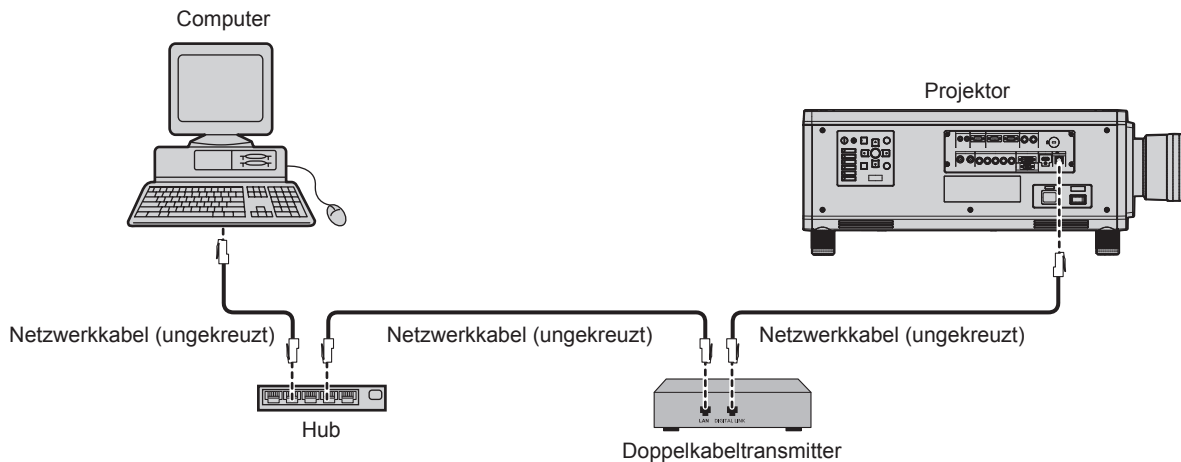 Computer
Projektor
Netzwerkkabel (ungekreuzt)
Netzwerkkabel (ungekreuzt)
Netzwerkkabel (ungekreuzt)
LAN
DIGITAL LINK
Hub
Doppelkabeltransmitter